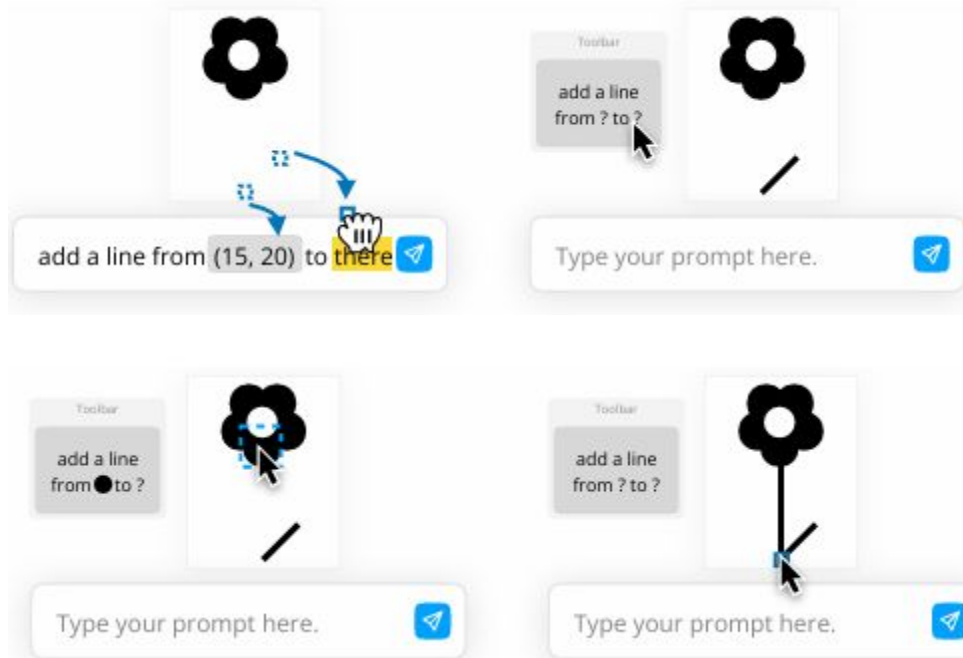 add a line from (15, 20) to there
Toolbar
add a line
from ? to ?
Type your prompt here.
Toolbar
add a line
from to ?
Type your prompt here.
Toolbar
add a line
from ? to ?
Type your prompt here.